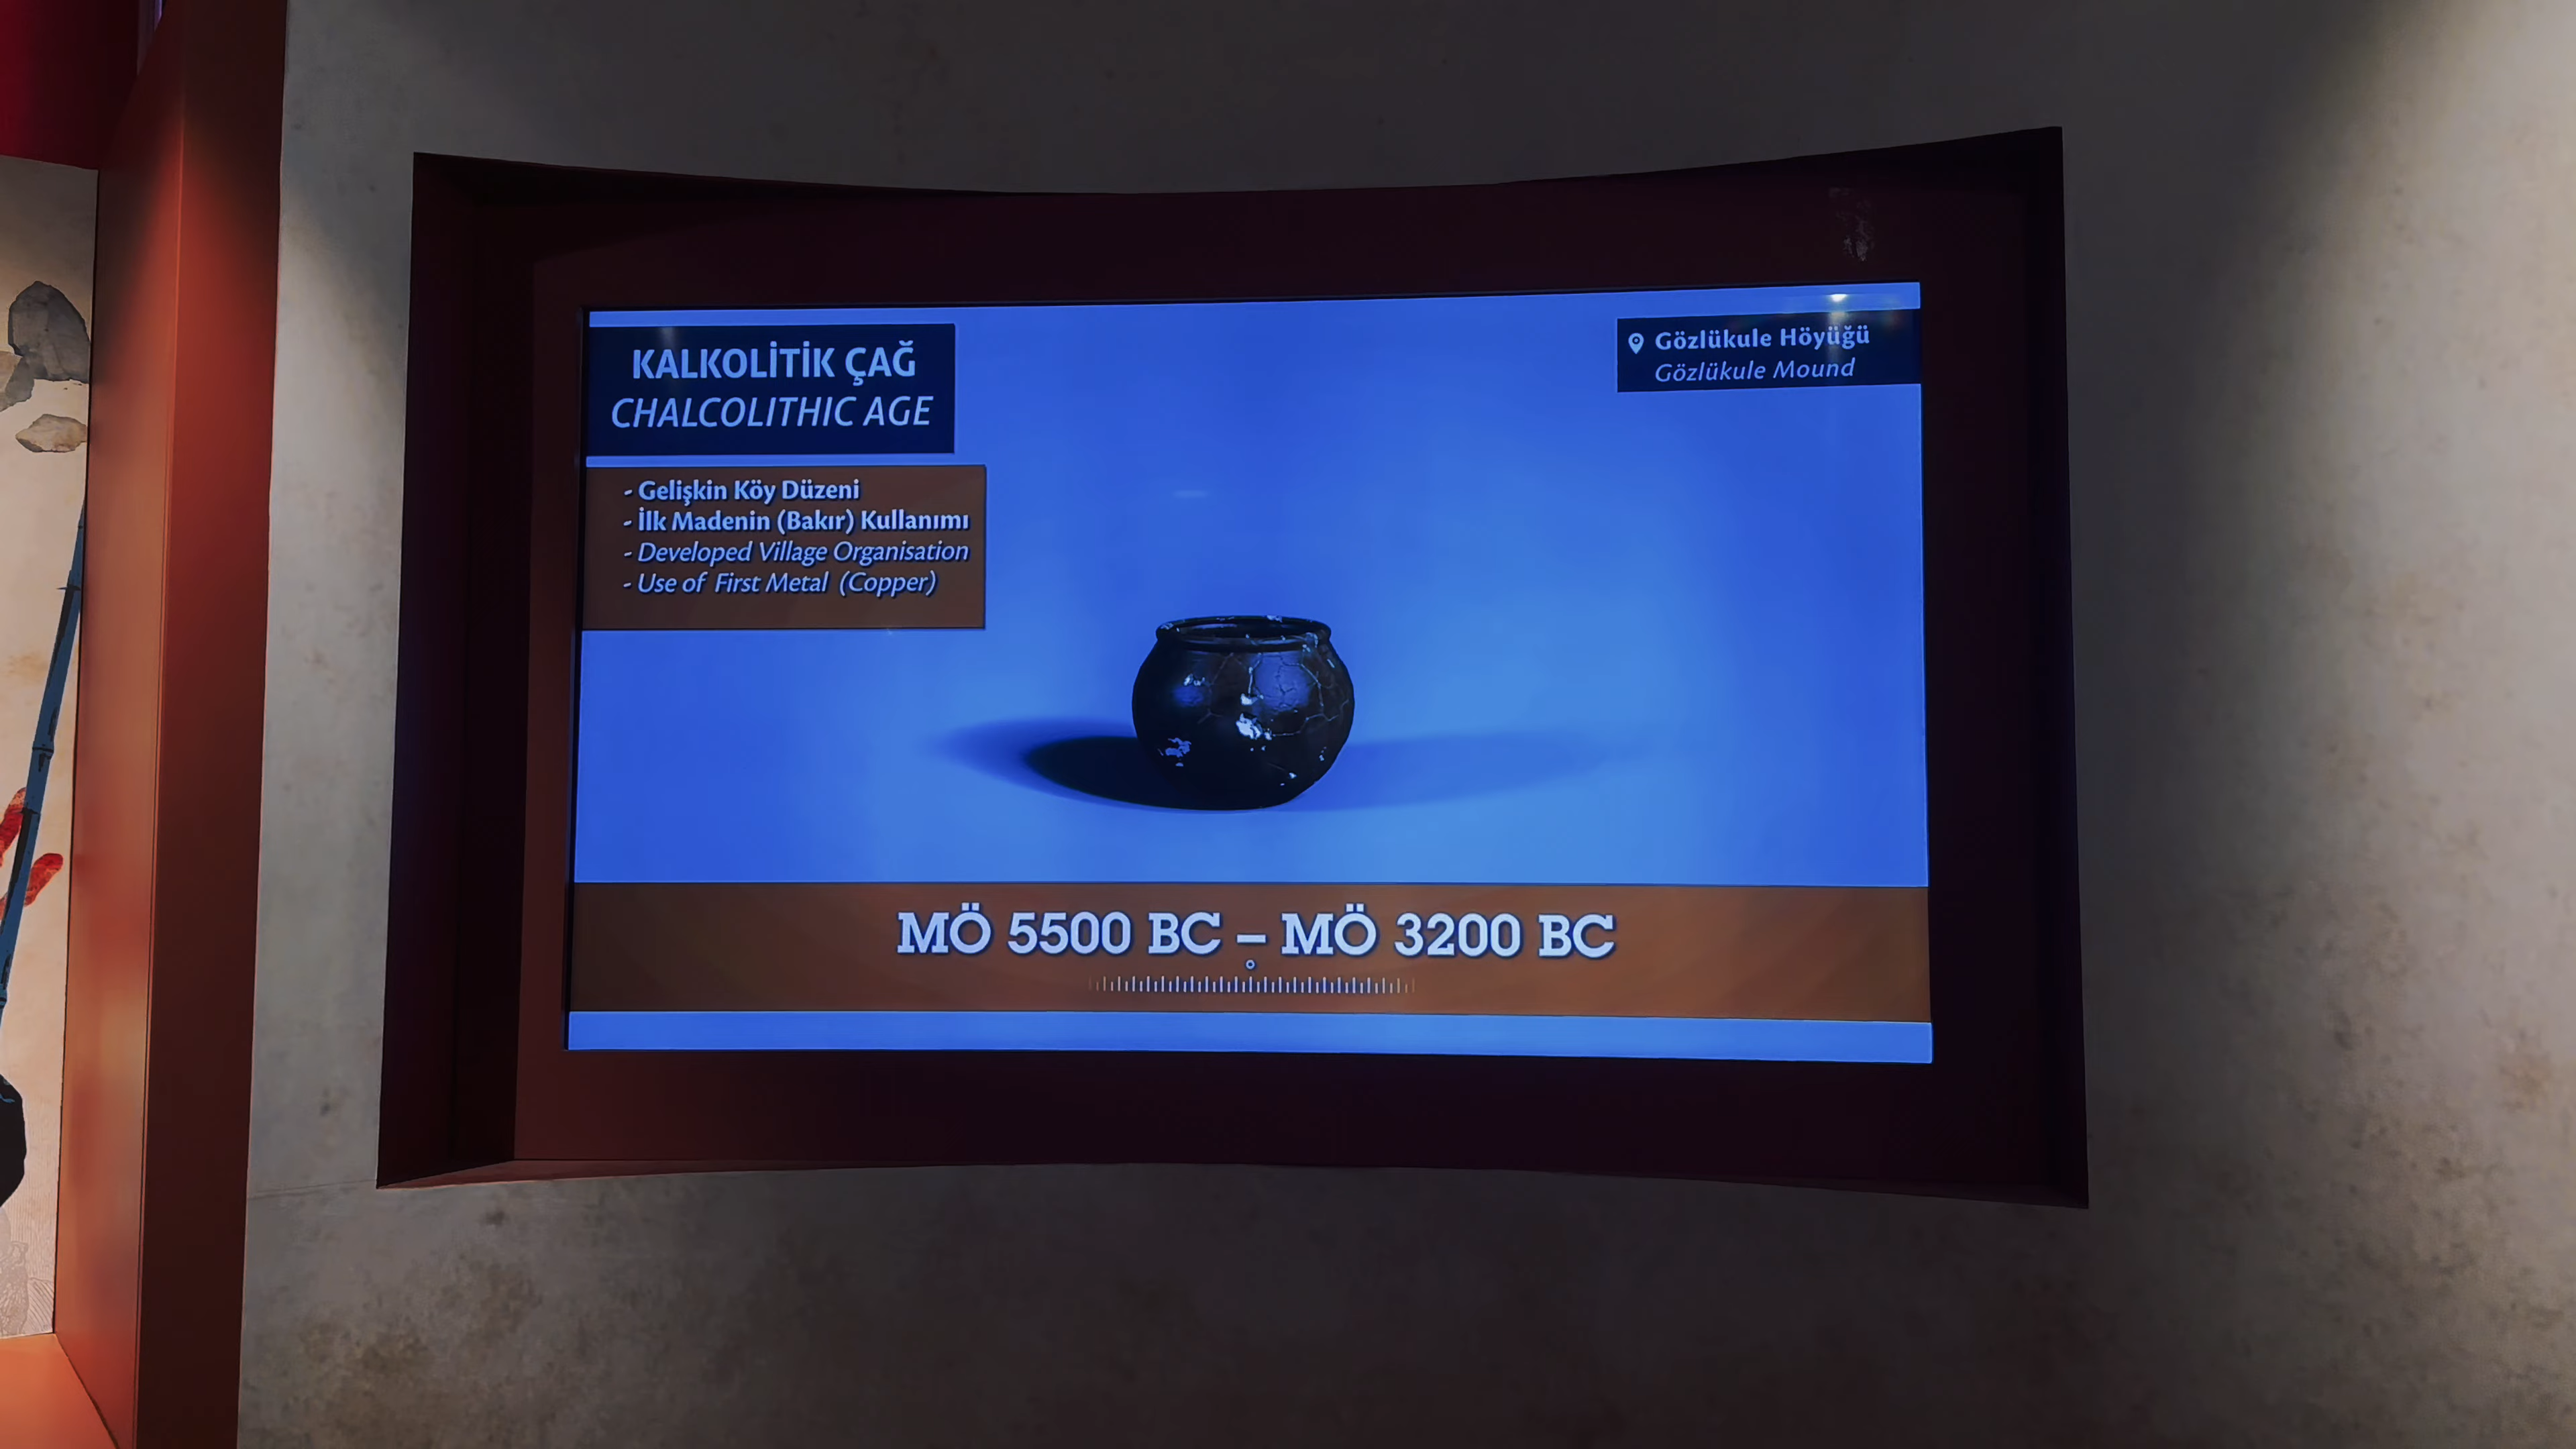 KALKOLİTİK ÇAĞ
CHALCOLITHIC AGE
Gözlükule Höyüğü
Gözlükule Mound
- Gelişkin Köy Düzeni
- İlk Madenin (Bakır) Kullanımı
- Developed Village Organisation
- Use of First Metal (Copper)
MÖ 5500 BC – MÖ 3200 BC